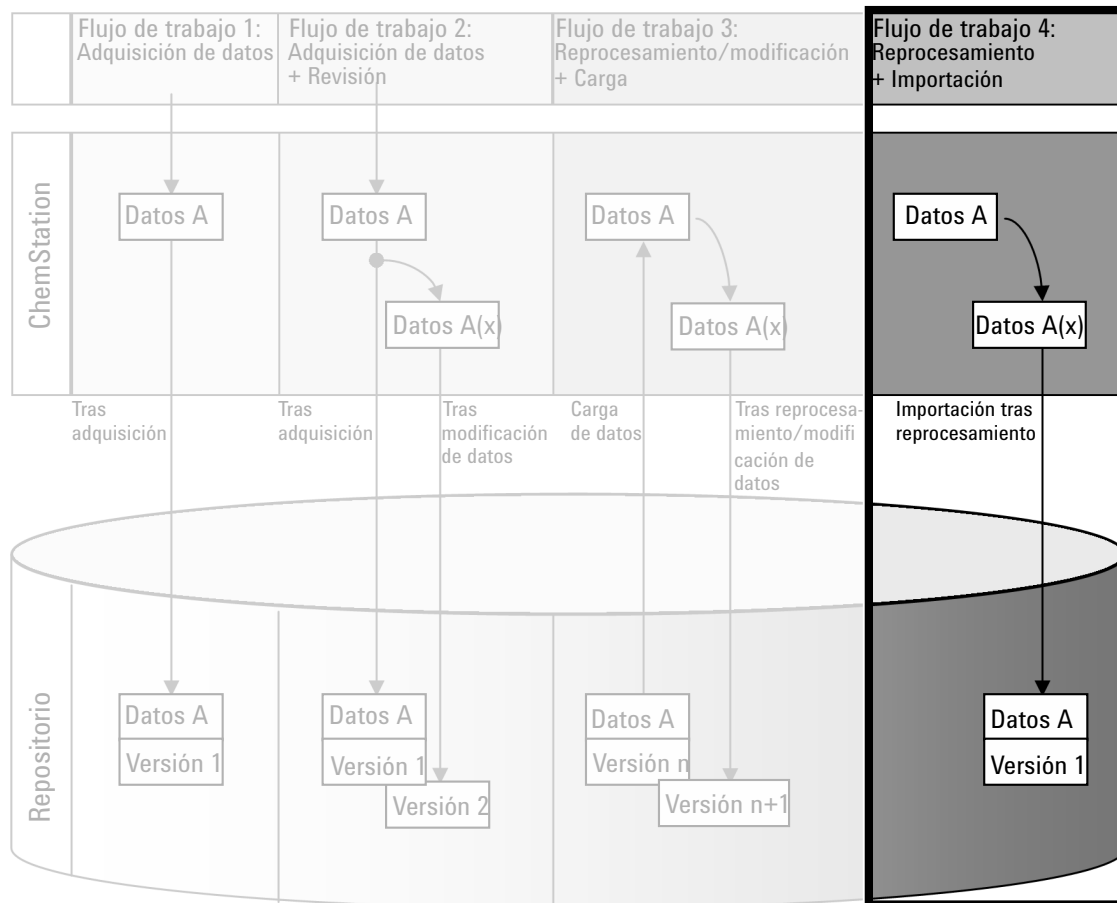 Flujo de trabajo 1:
Adquisición de datos
Flujo de trabajo 2:
Adquisición de datos
+ Revisión
Flujo de trabajo 3:
Reprocesamiento/modificación
+ Carga
Flujo de trabajo 4:
Reprocesamiento
+ Importación
ChemStation
Datos A
Datos A
Datos A(x)
Datos A
Datos A(x)
Datos A
Datos A(x)
Tras
adquisición
Tras
adquisición
Tras
modificación
de datos
Carga
de datos
Tras reprocesa-
miento/modifi
cación de
datos
Importación tras
reprocesamiento
Repositorio
Datos A
Versión 1
Datos A
Versión 1
Versión 2
Datos A
Versión n
Versión n+1
Datos A
Versión 1